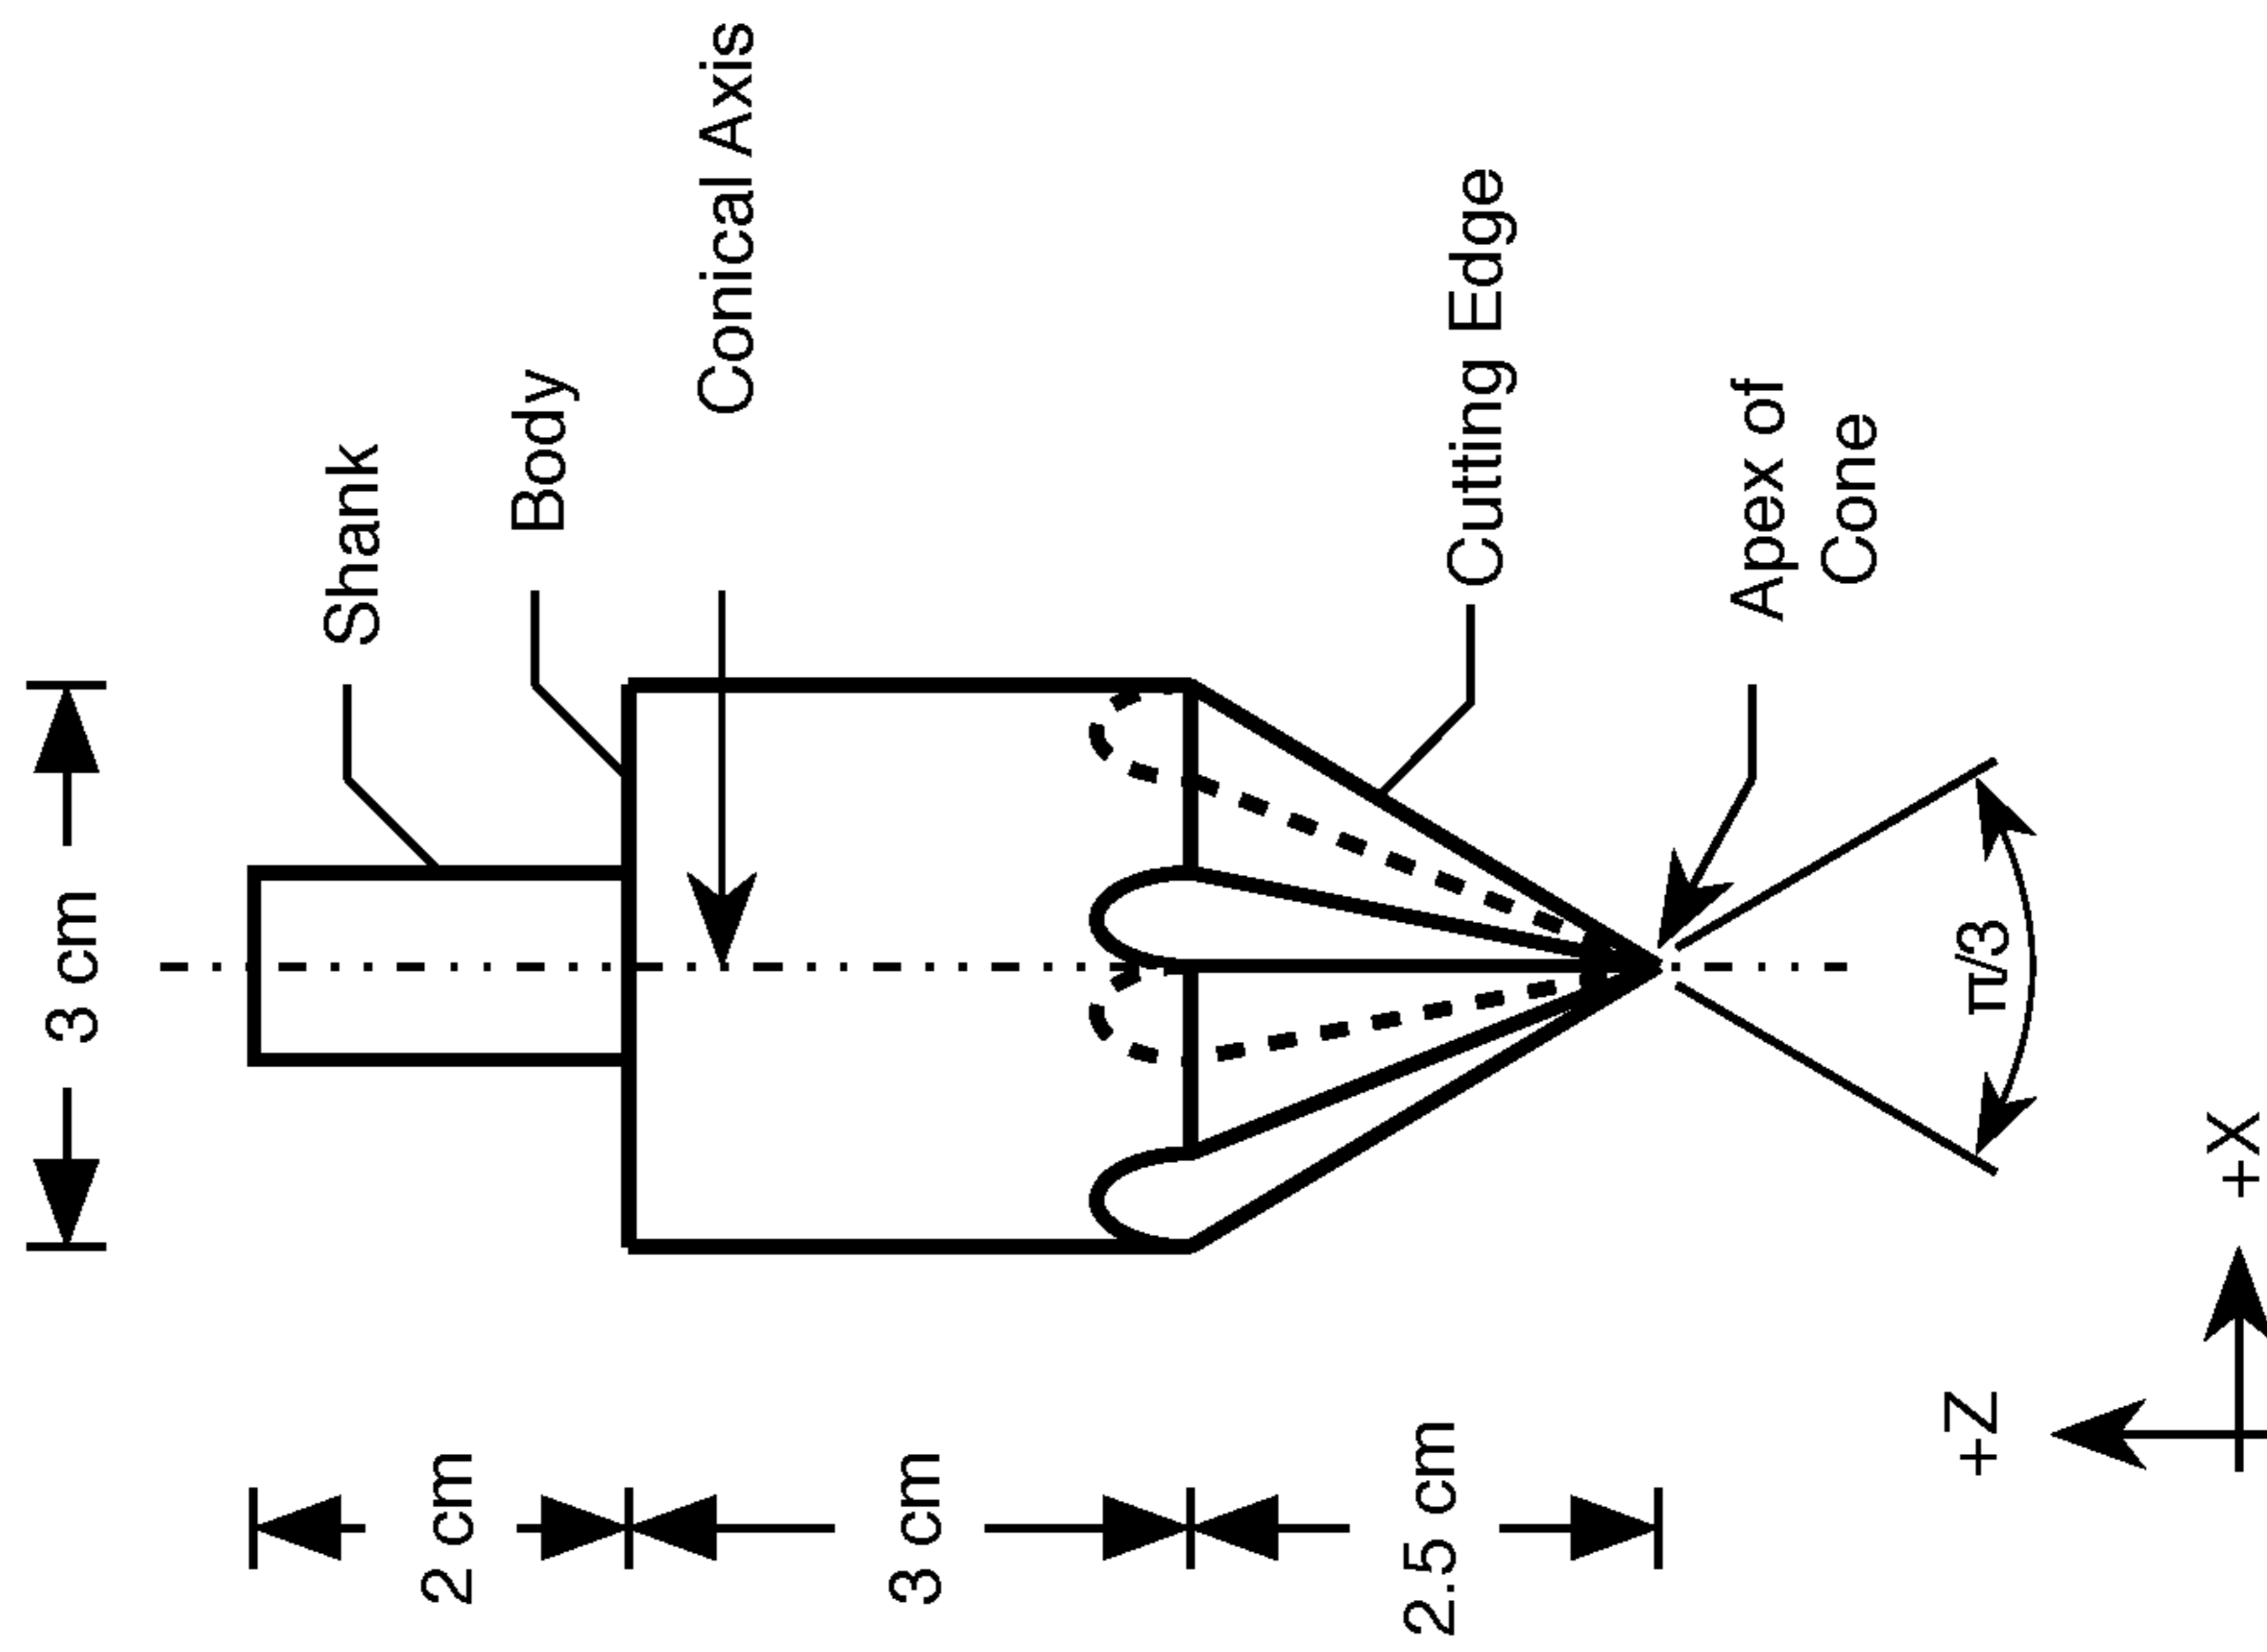 3 cm
Shank
Body
Conical Axis
Cutting Edge
Apex of
Cone
π/3
2 cm
3 cm
2.5 cm
+Z
+X